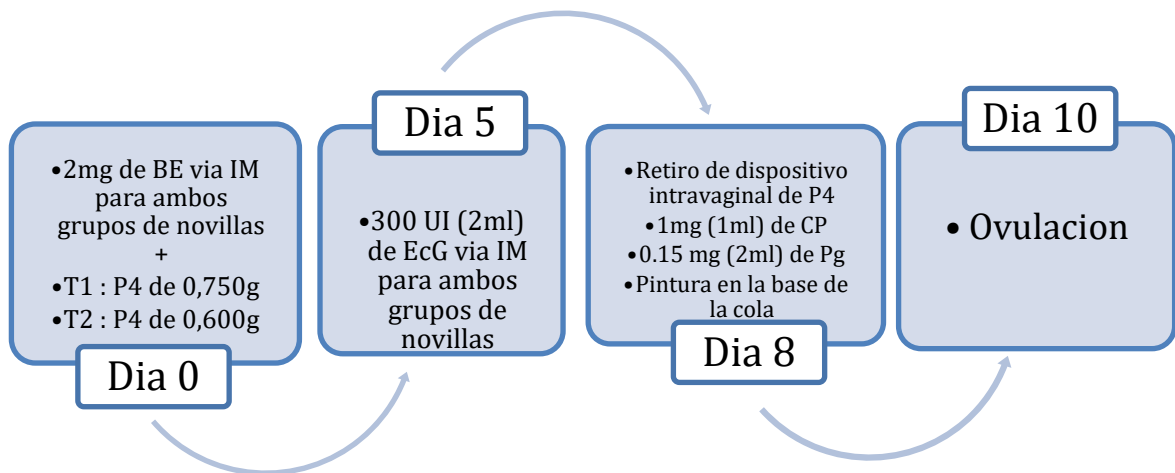 •2mg de BE via IM
para ambos
grupos de novillas
+
•T1 : P4 de 0,750g
•T2 : P4 de 0,600g
Dia 0
Dia 5
•300 UI (2ml)
de EcG via IM
para ambos
grupos de
novillas
•Retiro de dispositivo
intravaginal de P4
•1mg (1ml) de CP
•0.15 mg (2ml) de Pg
•Pintura en la base de
la cola
Dia 8
Dia 10
• Ovulacion